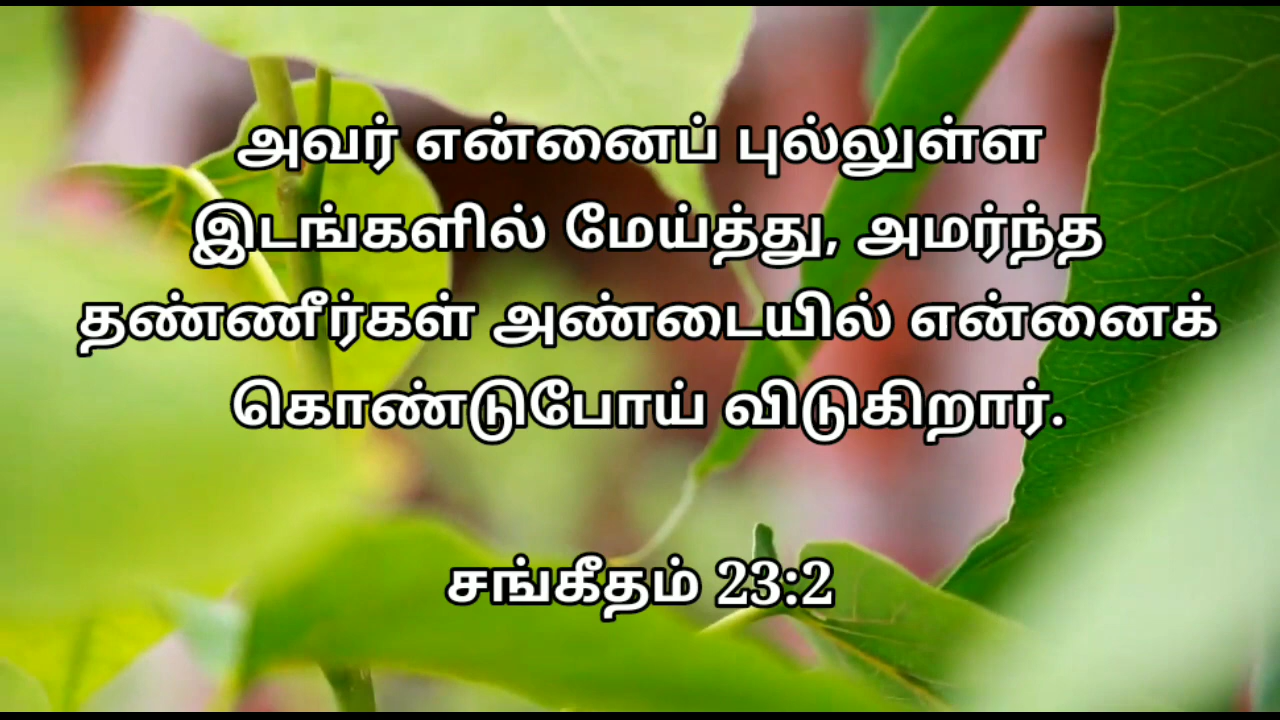 அவர் என்னைப் புல்லுள்ள
இடங்களில் மேய்த்து, அமர்ந்த
தண்ணீர்கள் அண்டையில் என்னைக்
கொண்டுபோய் விடுகிறார்.
சங்கீதம் 23:2